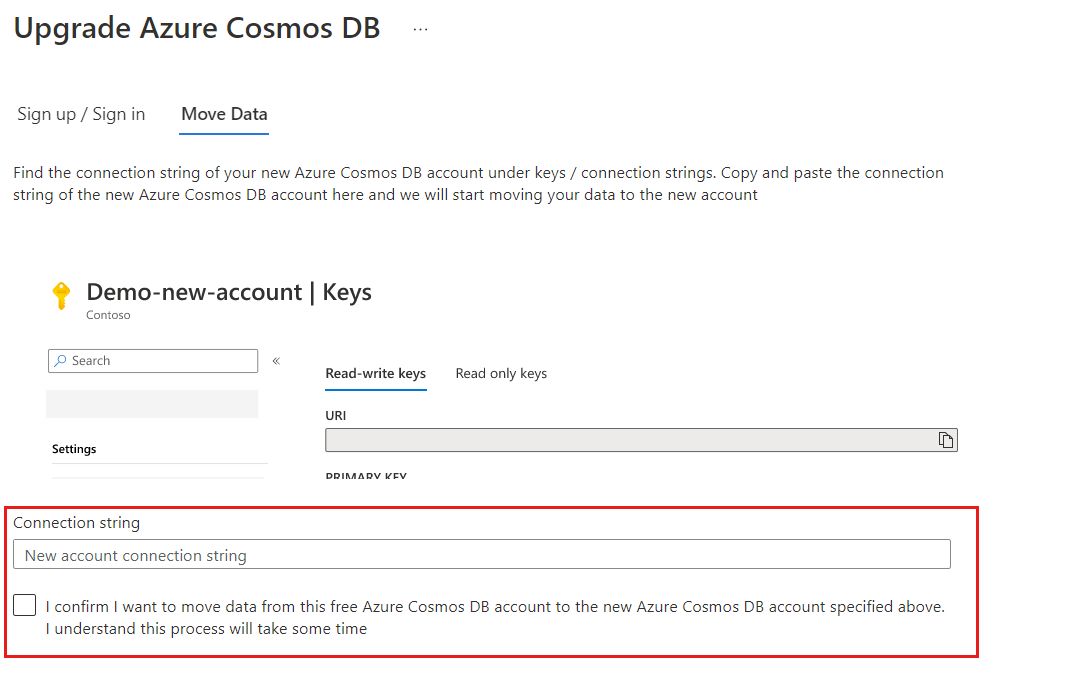 Upgrade Azure Cosmos DB ...
Sign up / Sign in Move Data
Find the connection string of your new Azure Cosmos DB account under keys / connection strings. Copy and paste the connection
string of the new Azure Cosmos DB account here and we will start moving your data to the new account
Demo-new-account | Keys
Contoso
Search «
Read-write keys Read only keys
URI
Settings
PRIMARY KEY
Connection string
New account connection string
I confirm I want to move data from this free Azure Cosmos DB account to the new Azure Cosmos DB account specified above.
I understand this process will take some time